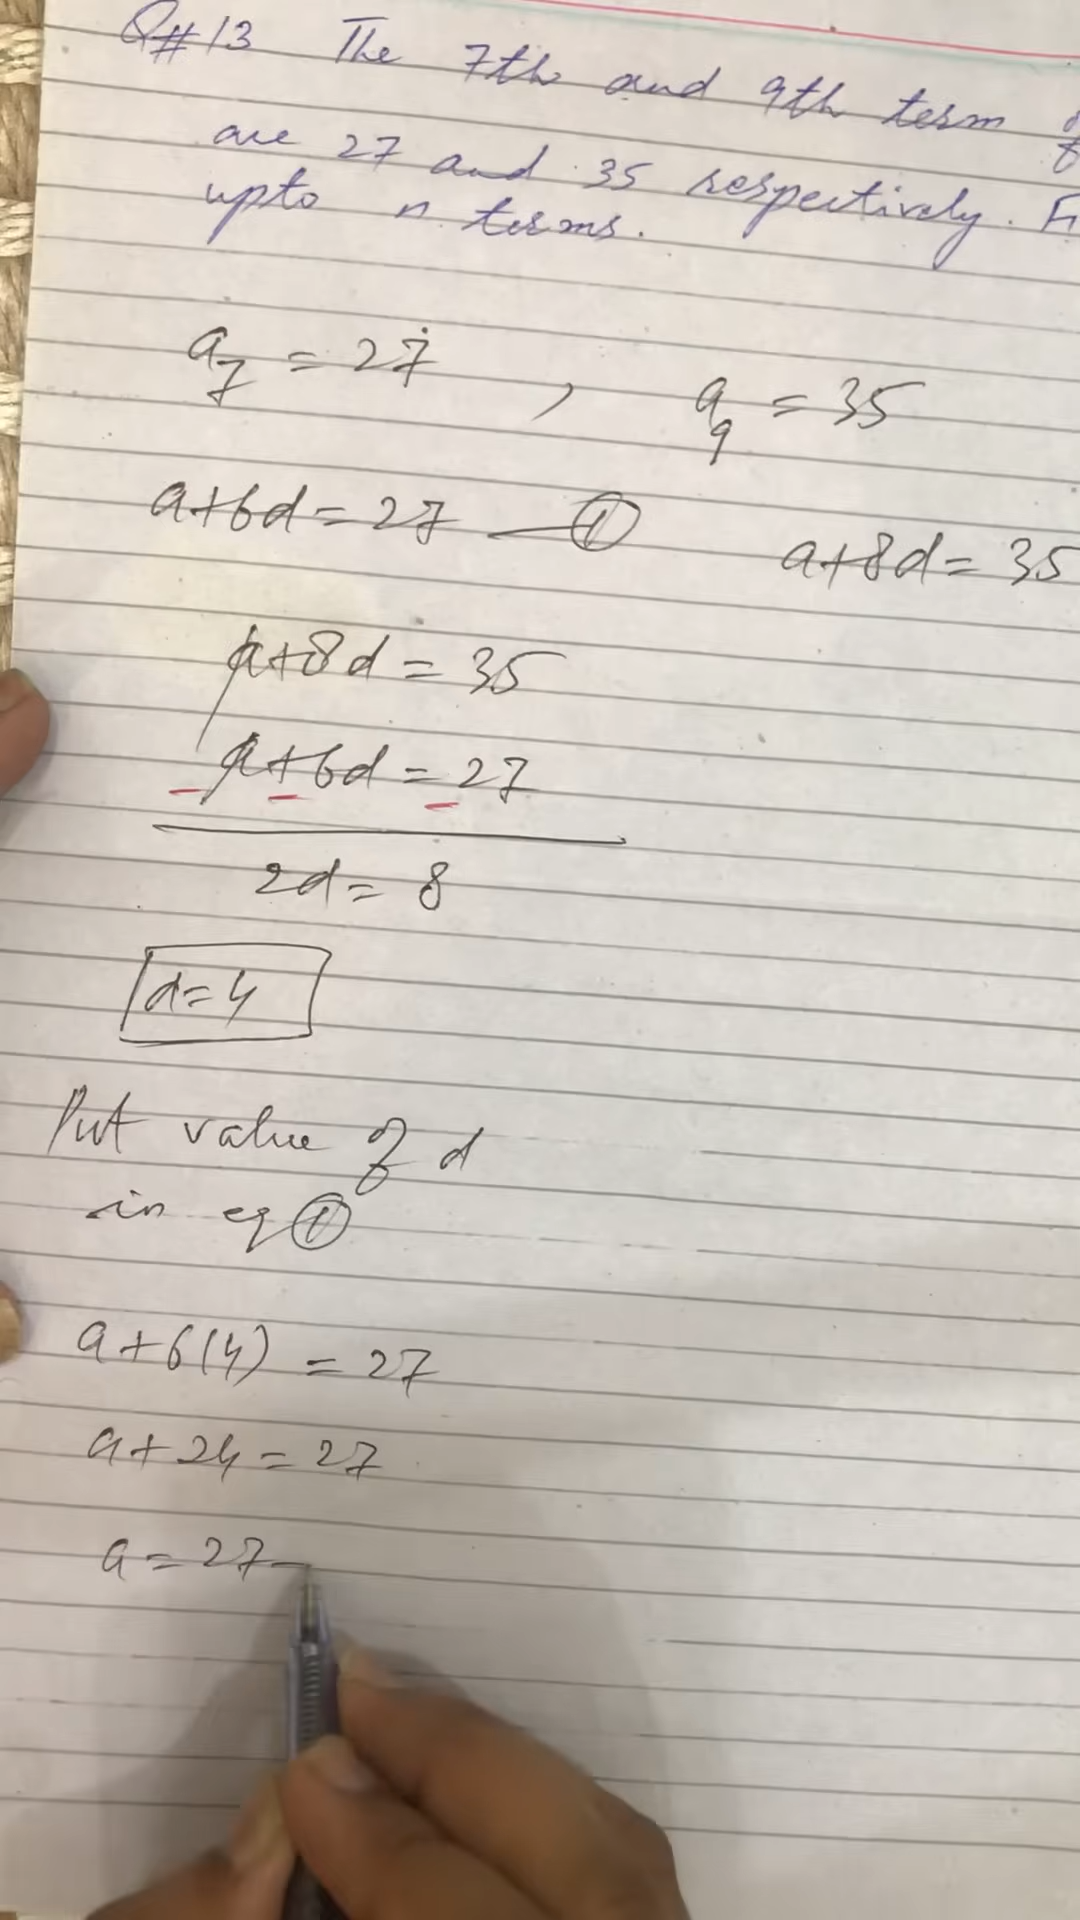 Q#13 The 7th and 9th term
are 27 and 35 respectively.
upto n terms.
a7 = 27 , a9 = 35
a+6d=27 — ①
a+8d=35
a+8d=35
a+6d=27
- - -
2d=8
d=4
Put value of d
in eq ①
a+6(4) = 27
a+24=27
a=27-